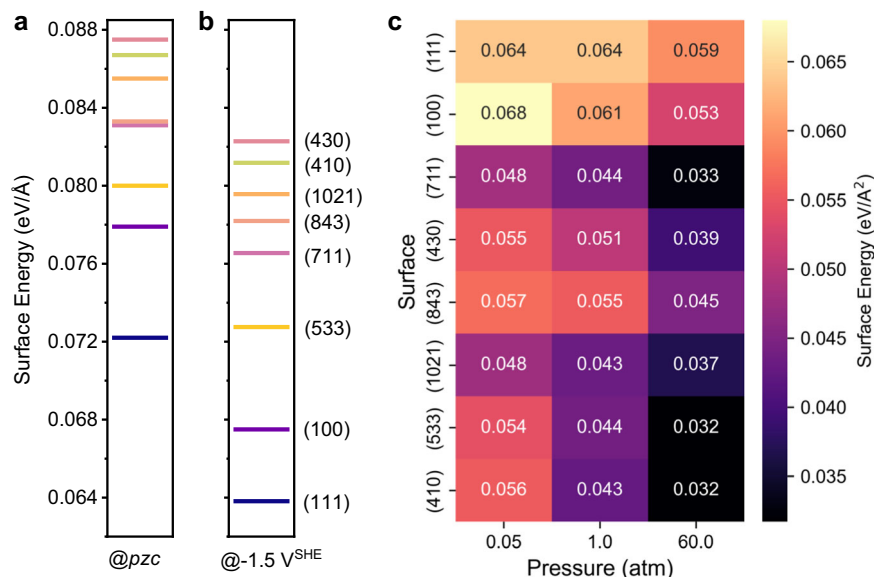 a
Surface Energy (eV/Å)
0.088
0.084
0.080
0.076
0.072
0.068
0.064
@pzc
b
(430)
(410)
(1021)
(843)
(711)
(533)
(100)
(111)
@-1.5 V^SHE
c
Surface
(111) 0.064 0.064 0.059
(100) 0.068 0.061 0.053
(711) 0.048 0.044 0.033
(430) 0.055 0.051 0.039
(843) 0.057 0.055 0.045
(1021) 0.048 0.043 0.037
(533) 0.054 0.044 0.032
(410) 0.056 0.043 0.032
0.05 1.0 60.0
Pressure (atm)
0.065
0.060
0.055
0.050
0.045
0.040
0.035
Surface Energy (eV/A²)